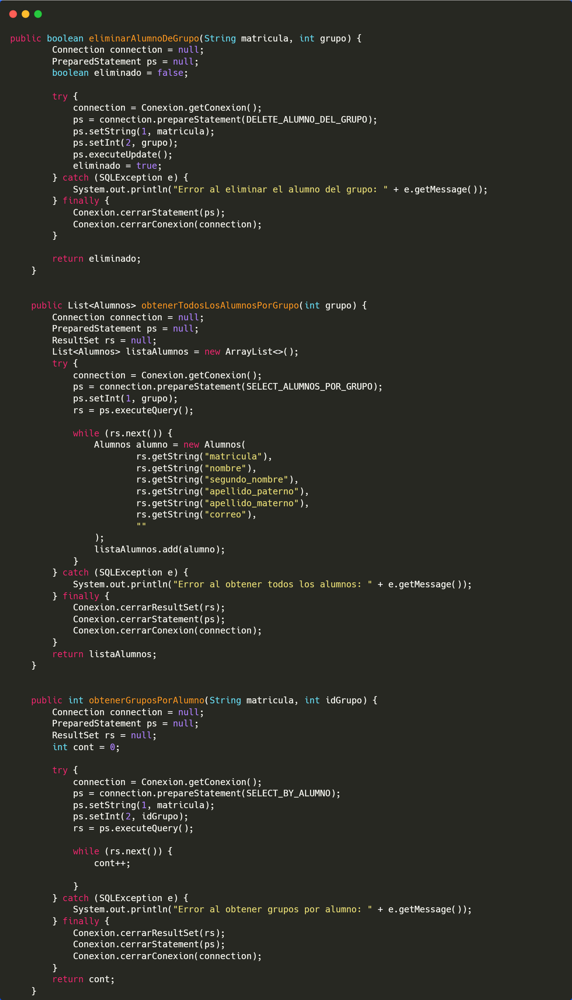 public boolean eliminarAlumnoDeGrupo(String matricula, int grupo) {
        Connection connection = null;
        PreparedStatement ps = null;
        boolean eliminado = false;

        try {
            connection = Conexion.getConexion();
            ps = connection.prepareStatement(DELETE_ALUMNO_DEL_GRUPO);
            ps.setString(1, matricula);
            ps.setInt(2, grupo);
            ps.executeUpdate();
            eliminado = true;
        } catch (SQLException e) {
            System.out.println("Error al eliminar el alumno del grupo: " + e.getMessage());
        } finally {
            Conexion.cerrarStatement(ps);
            Conexion.cerrarConexion(connection);
        }

        return eliminado;
    }


    public List<Alumnos> obtenerTodosLosAlumnosPorGrupo(int grupo) {
        Connection connection = null;
        PreparedStatement ps = null;
        ResultSet rs = null;
        List<Alumnos> listaAlumnos = new ArrayList<>();
        try {
            connection = Conexion.getConexion();
            ps = connection.prepareStatement(SELECT_ALUMNOS_POR_GRUPO);
            ps.setInt(1, grupo);
            rs = ps.executeQuery();

            while (rs.next()) {
                Alumnos alumno = new Alumnos(
                        rs.getString("matricula"),
                        rs.getString("nombre"),
                        rs.getString("segundo_nombre"),
                        rs.getString("apellido_paterno"),
                        rs.getString("apellido_materno"),
                        rs.getString("correo"),
                        ""
                );
                listaAlumnos.add(alumno);
            }
        } catch (SQLException e) {
            System.out.println("Error al obtener todos los alumnos: " + e.getMessage());
        } finally {
            Conexion.cerrarResultSet(rs);
            Conexion.cerrarStatement(ps);
            Conexion.cerrarConexion(connection);
        }
        return listaAlumnos;
    }


    public int obtenerGruposPorAlumno(String matricula, int idGrupo) {
        Connection connection = null;
        PreparedStatement ps = null;
        ResultSet rs = null;
        int cont = 0;

        try {
            connection = Conexion.getConexion();
            ps = connection.prepareStatement(SELECT_BY_ALUMNO);
            ps.setString(1, matricula);
            ps.setInt(2, idGrupo);
            rs = ps.executeQuery();

            while (rs.next()) {
                cont++;

            }
        } catch (SQLException e) {
            System.out.println("Error al obtener grupos por alumno: " + e.getMessage());
        } finally {
            Conexion.cerrarResultSet(rs);
            Conexion.cerrarStatement(ps);
            Conexion.cerrarConexion(connection);
        }
        return cont;
    }